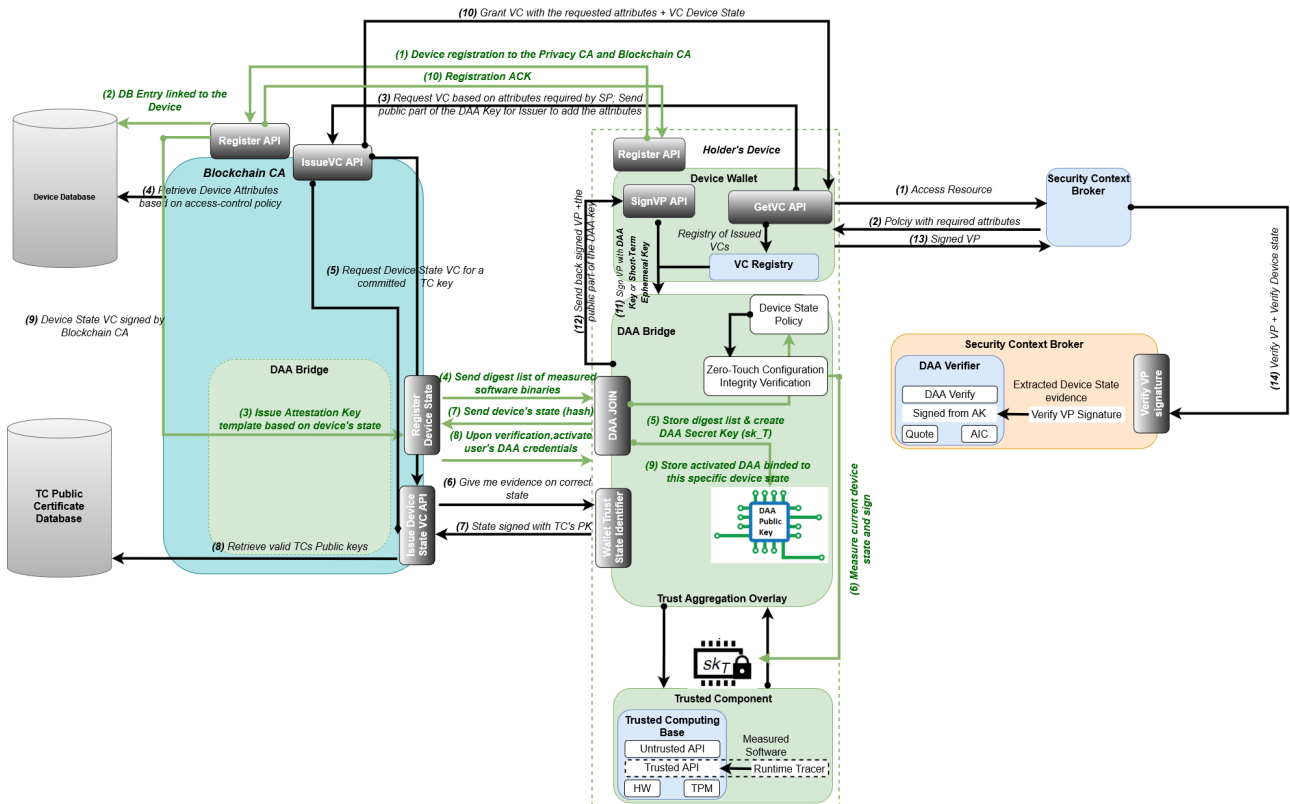 (10) Grant VC with the requested attributes + VC Device State
(1) Device registration to the Privacy CA and Blockchain CA
(10) Registration ACK
(2) DB Entry linked to the
Device
(3) Request VC based on attributes required by SP; Send
public part of the DAA Key for Issuer to add the attributes
Register API
IssueVC API
Blockchain CA
Device Database
(4) Retrieve Device Attributes
based on access-control policy
(5) Request Device State VC for a
committed TC key
(9) Device State VC signed by
Blockchain CA
DAA Bridge
(3) Issue Attestation Key
template based on device's state
Register
Device State
Issue Device
State VC API
TC Public
Certificate
Database
(8) Retrieve valid TCs Public keys
(4) Send digest list of measured
software binaries
(7) Send device's state (hash)
(8) Upon verification,activate
user's DAA credentials
(6) Give me evidence on correct
state
(7) State signed with TC's PK
Register API
Holder's Device
Device Wallet
SignVP API
GetVC API
Registry of Issued
VCs
VC Registry
(12) Send back signed VP +the
public part of the DAA key
(11) Sign VP with DAA
Key or Short-Term
Ephemeral Key
DAA Bridge
Device State
Policy
Zero-Touch Configuration
Integrity Verification
DAA JOIN
(5) Store digest list & create
DAA Secret Key (sk_T)
(9) Store activated DAA binded to
this specific device state
DAA
Public
Key
Wallet Trust
State Identifier
Trust Aggregation Overlay
(6) Measure current device
state and sign
skT
Trusted Component
Trusted Computing
Base
Untrusted API
Trusted API
HW
TPM
Measured
Software
Runtime Tracer
(1) Access Resource
(2) Polciy with required attributes
(13) Signed VP
Security Context
Broker
(14) Verify VP + Verify Device state
Security Context Broker
DAA Verifier
DAA Verify
Signed from AK
Quote
AIC
Extracted Device State
evidence
Verify VP Signature
Verify VP
signature